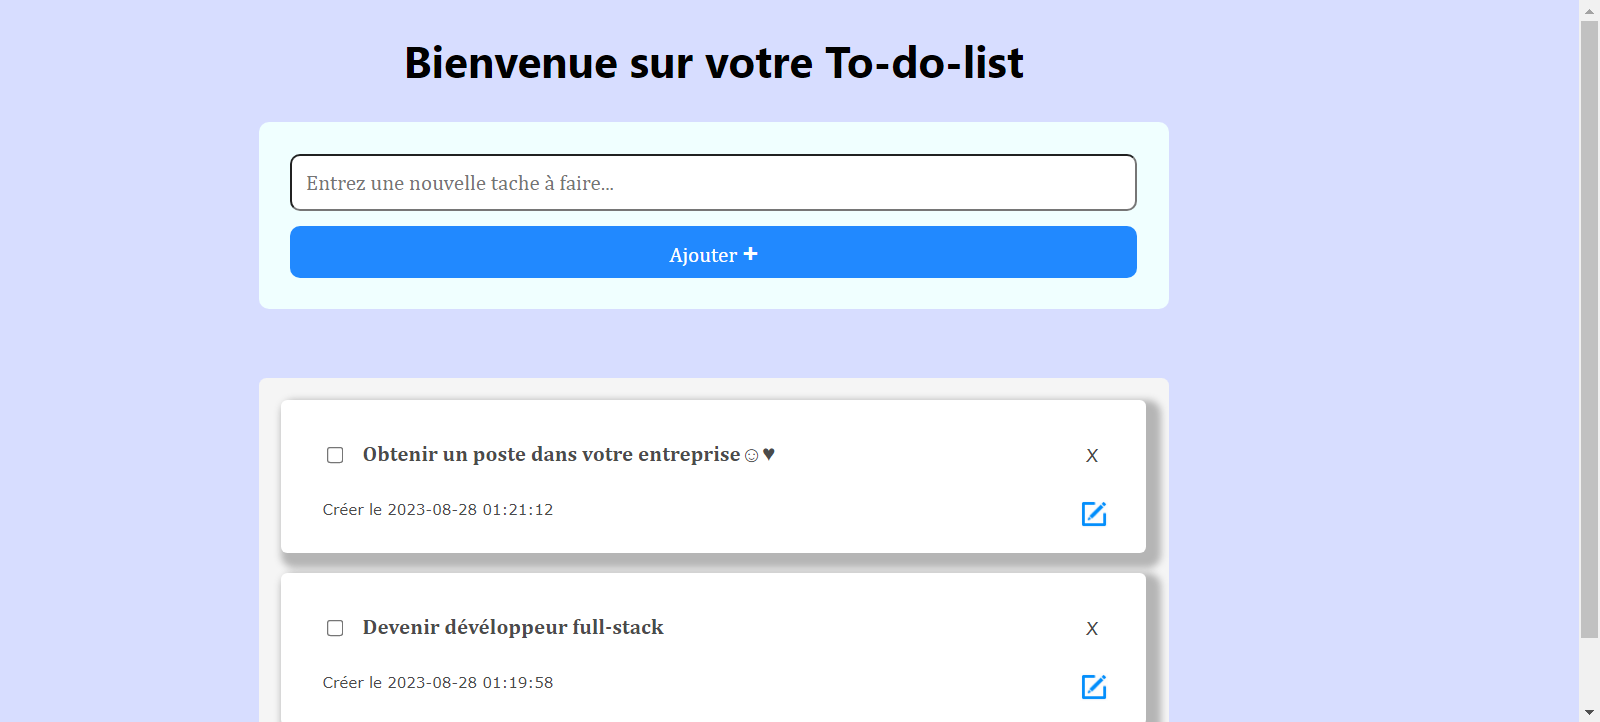 Bienvenue sur votre To-do-list
Entrez une nouvelle tache à faire...
Ajouter +
Obtenir un poste dans votre entreprise☺♥
X
Créer le 2023-08-28 01:21:12
Devenir dévéloppeur full-stack
X
Créer le 2023-08-28 01:19:58